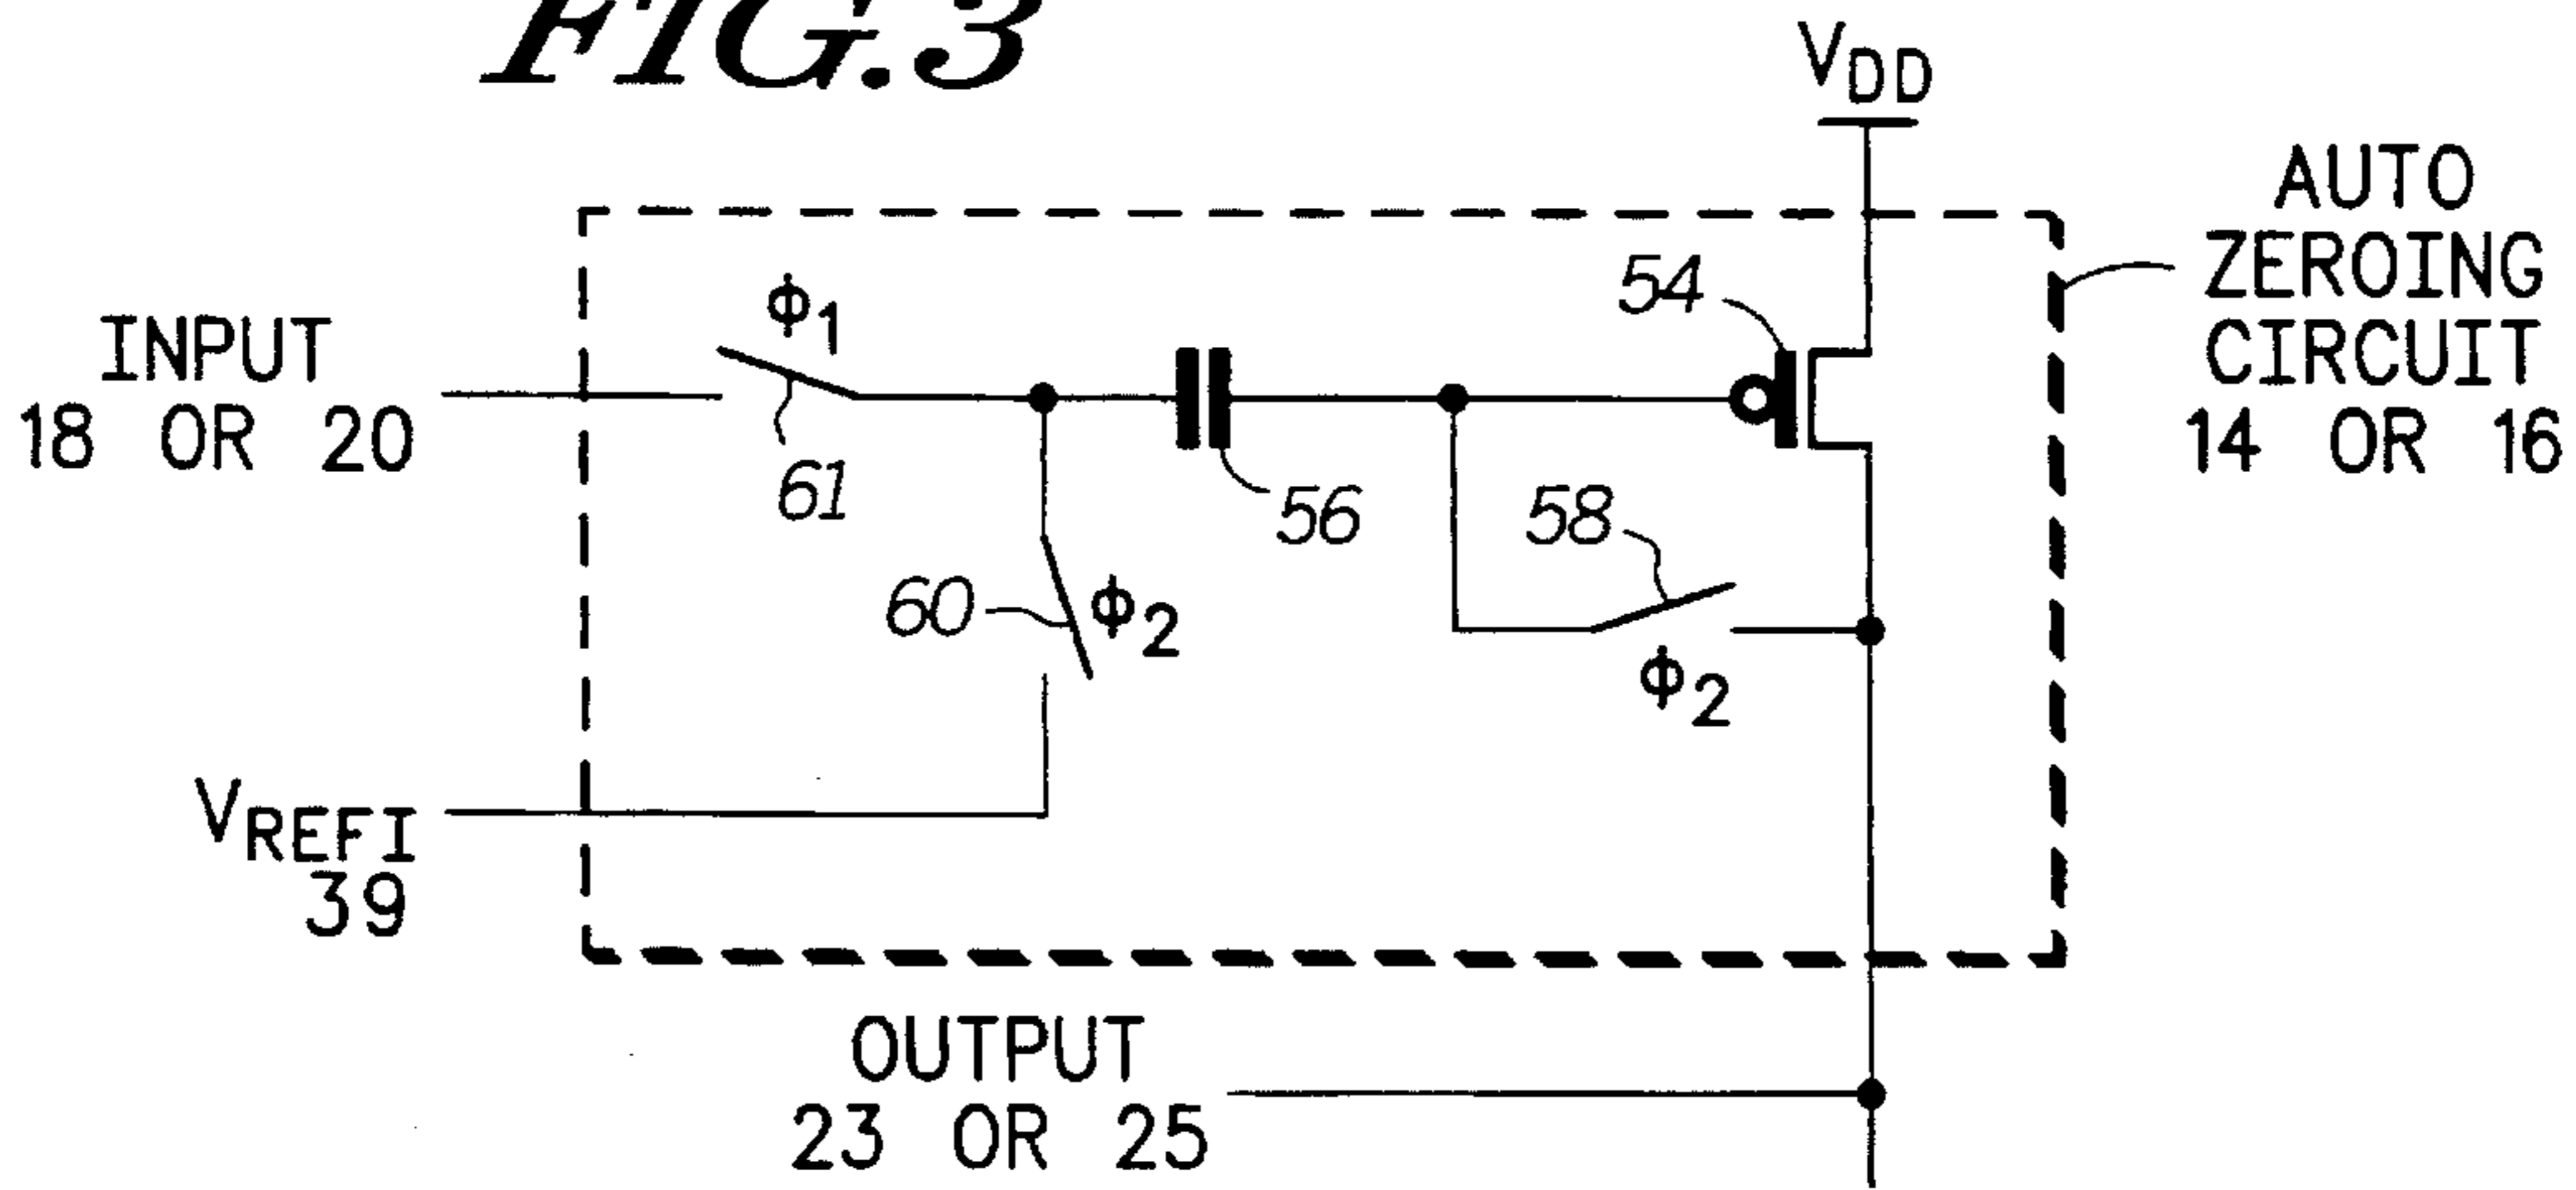 FIG.3
VDD
AUTO
ZEROING
CIRCUIT
14 OR 16
INPUT
18 OR 20
ϕ1
61
56
54
58
ϕ2
60
ϕ2
VREFI
39
OUTPUT
23 OR 25